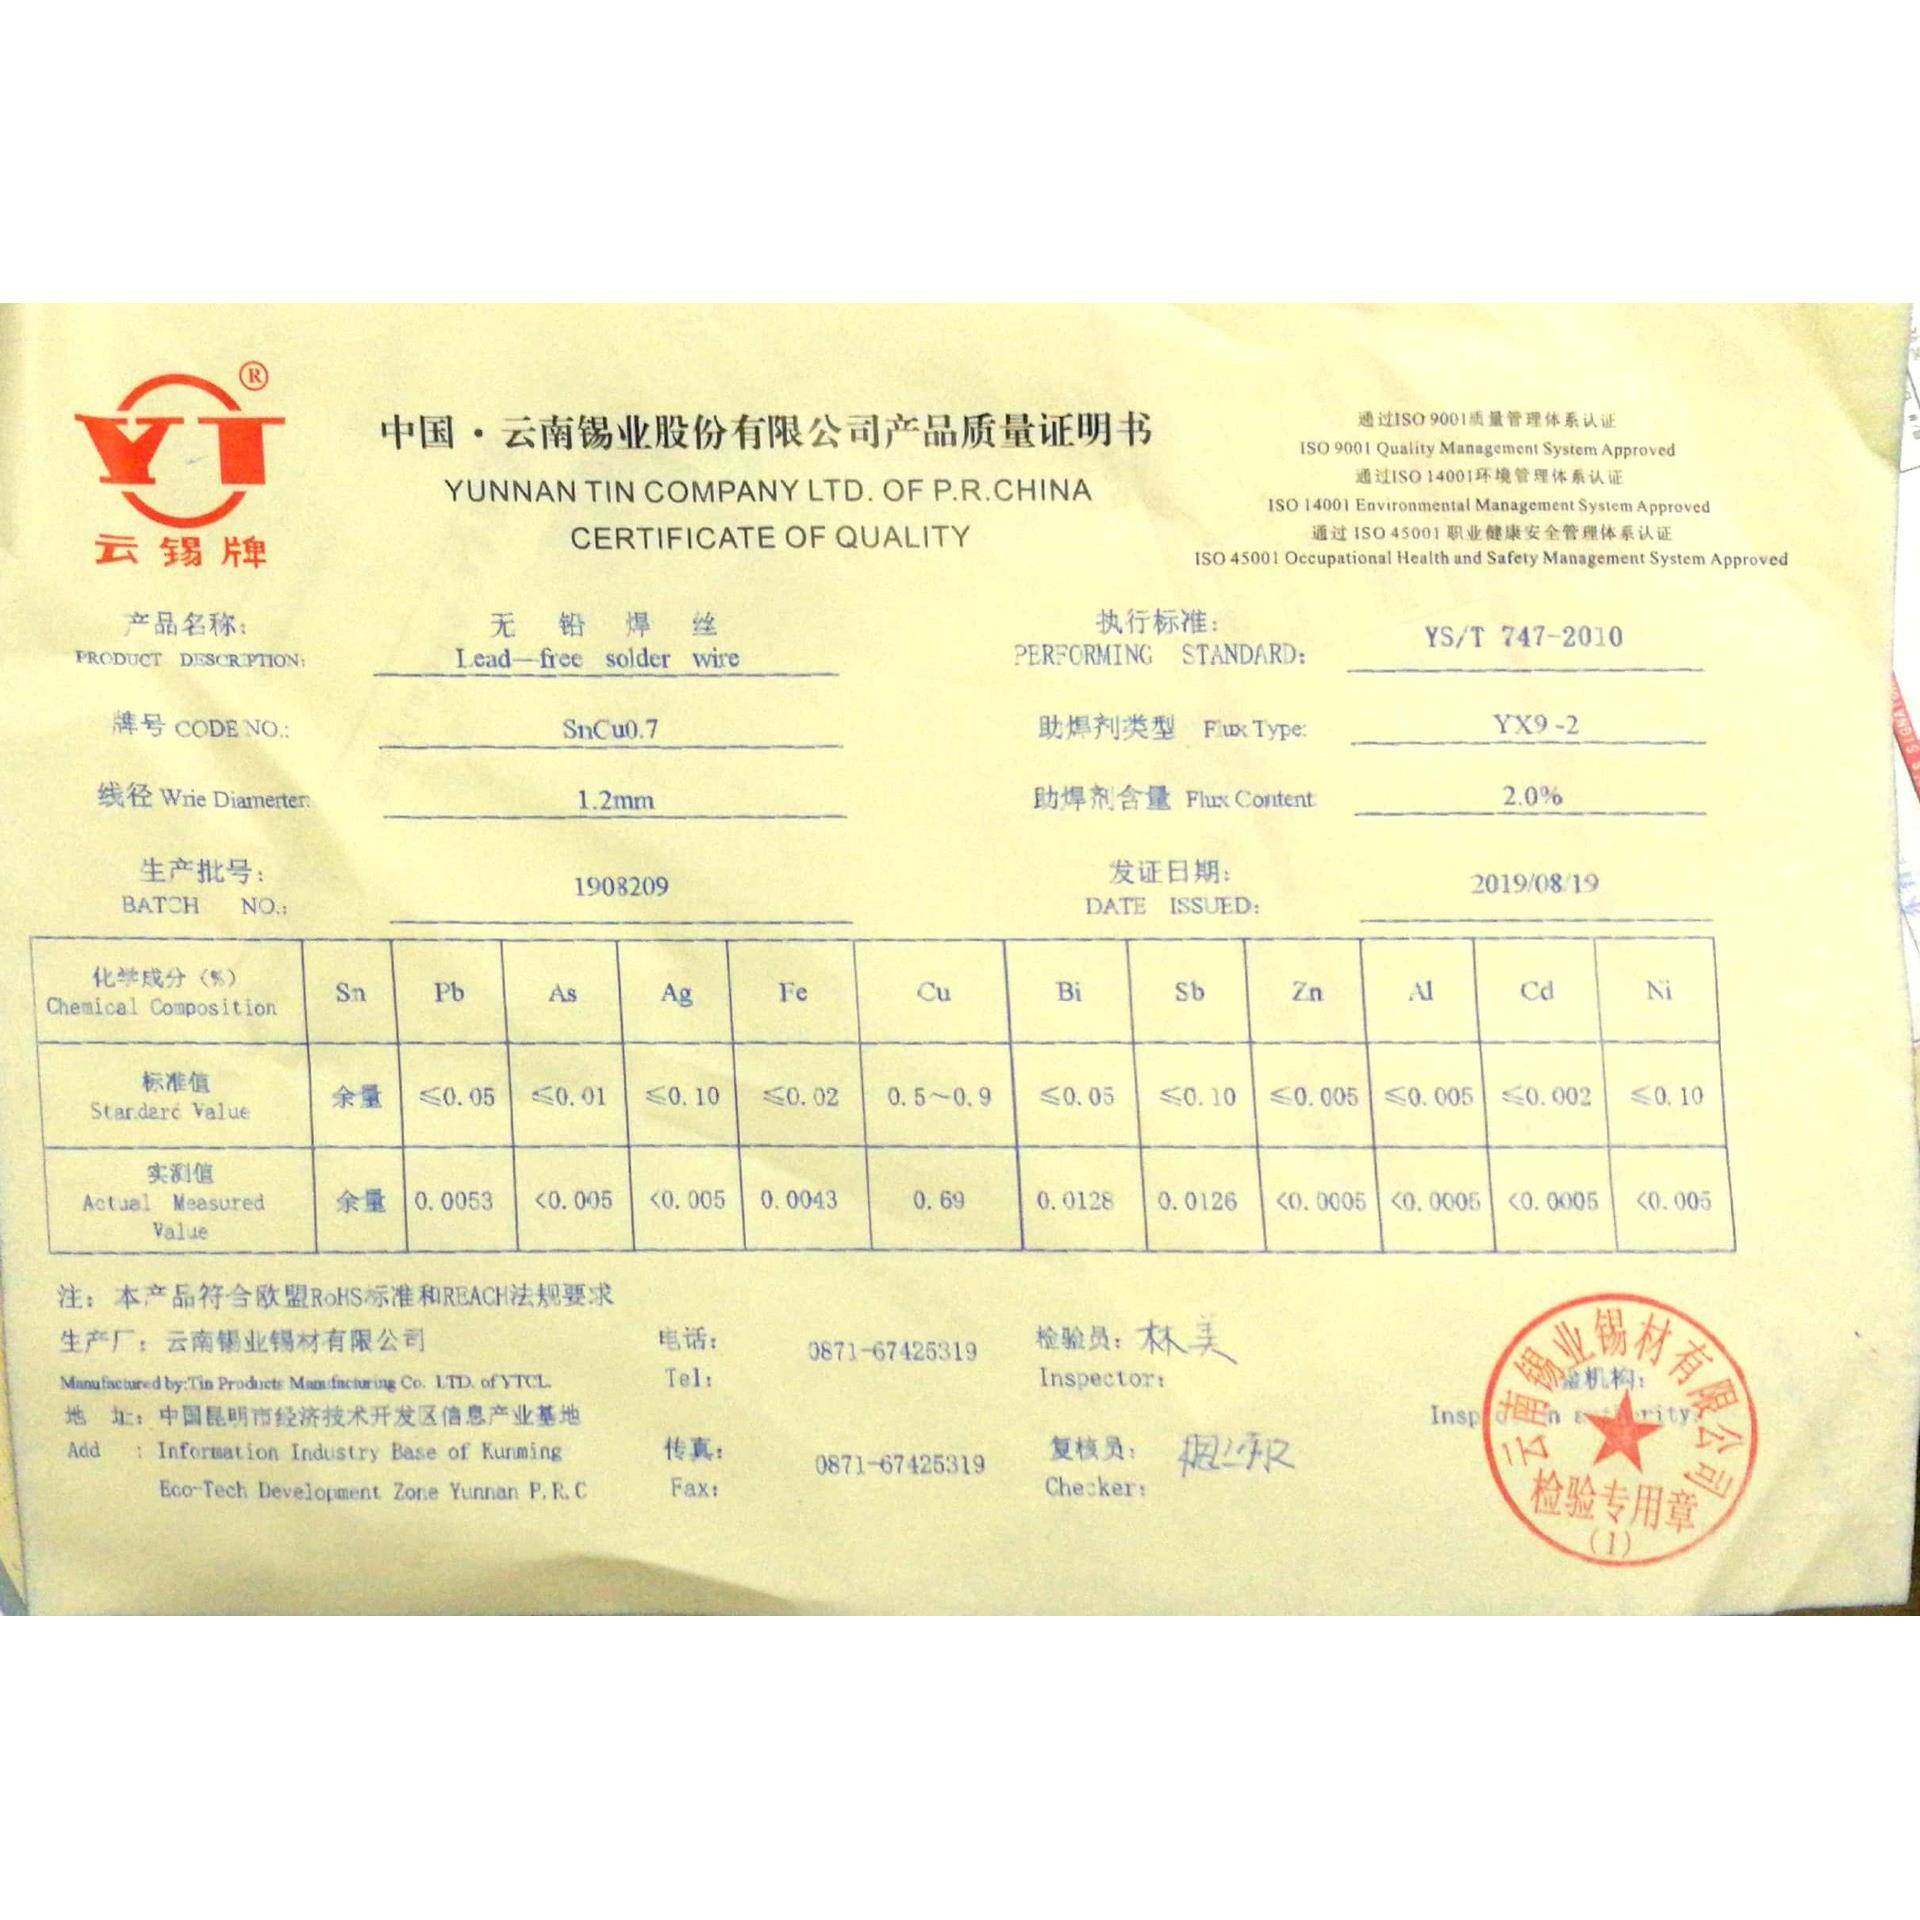 YT®
云锡牌
中国·云南锡业股份有限公司产品质量证明书
YUNNAN TIN COMPANY LTD. OF P.R.CHINA
CERTIFICATE OF QUALITY
通过ISO 9001质量管理体系认证
ISO 9001 Quality Management System Approved
通过ISO 14001环境管理体系认证
ISO 14001 Environmental Management System Approved
通过 ISO 45001 职业健康安全管理体系认证
ISO 45001 Occupational Health and Safety Management System Approved
产品名称: 无 铅 焊 丝 执行标准:
PRODUCT DESCRIPTION: Lead—free solder wire PERFORMING STANDARD: YS/T 747-2010
牌号 CODE NO.: SnCu0.7 助焊剂类型 Flux Type: YX9-2
线径 Wrie Diamerter: 1.2mm 助焊剂含量 Flux Content 2.0%
生产批号: 1908209 发证日期: 2019/08/19
BATCH NO.: DATE ISSUED:
化学成分（%） Sn Pb As Ag Fe Cu Bi Sb Zn Al Cd Ni
Chemical Composition
标准值 余量 ≤0.05 ≤0.01 ≤0.10 ≤0.02 0.5～0.9 ≤0.05 ≤0.10 ≤0.005 ≤0.005 ≤0.002 ≤0.10
Standard Value
实测值
Actual Measured 余量 0.0053 <0.005 <0.005 0.0043 0.69 0.0128 0.0126 <0.0005 <0.0005 <0.0005 <0.005
Value
注：本产品符合欧盟RoHS标准和REACH法规要求
生产厂：云南锡业锡材有限公司 电话: 0871-67425319 检验员: 林美
Manufactured by:Tin Products Manufacturing Co. LTD. of YTCL. Tel: Inspector:
机构:
地 址：中国昆明市经济技术开发区信息产业基地
Add : Information Industry Base of Kunming 传真: 0871-67425319 复核员:
Eco-Tech Development Zone Yunnan P.R.C Fax: Checker:
云南锡业锡材有限公司
检验专用章
(1)